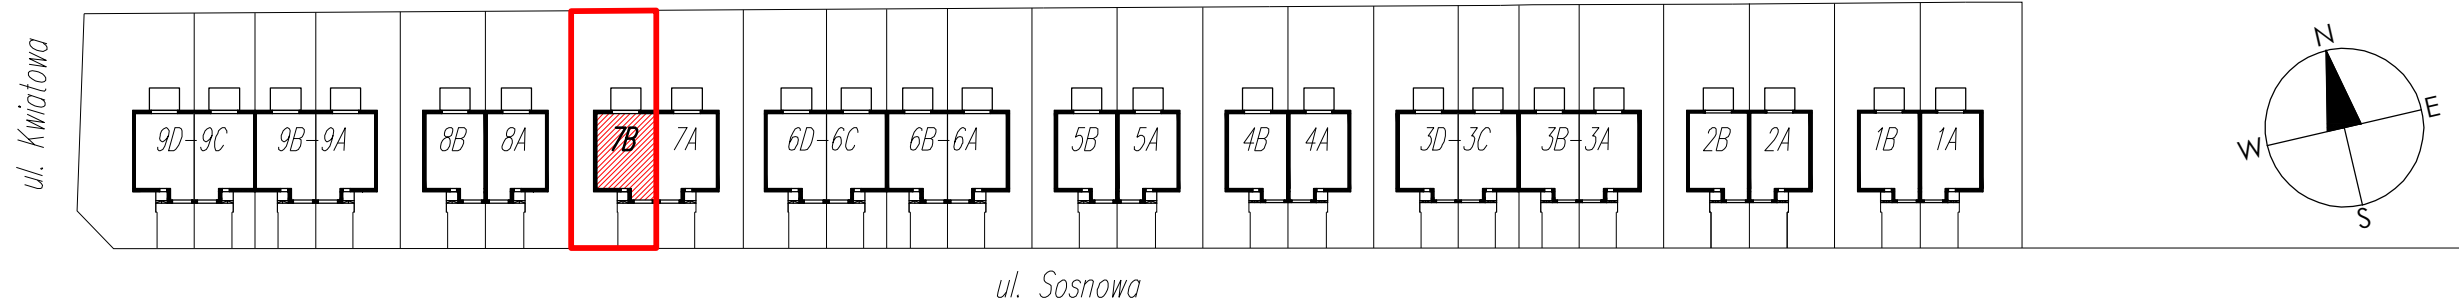 ul. Kwiatowa
9D-9C 9B-9A 8B 8A 7B 7A 6D-6C 6B-6A 5B 5A 4B 4A 3D-3C 3B-3A 2B 2A 1B 1A
N
E
W
S
ul. Sosnowa